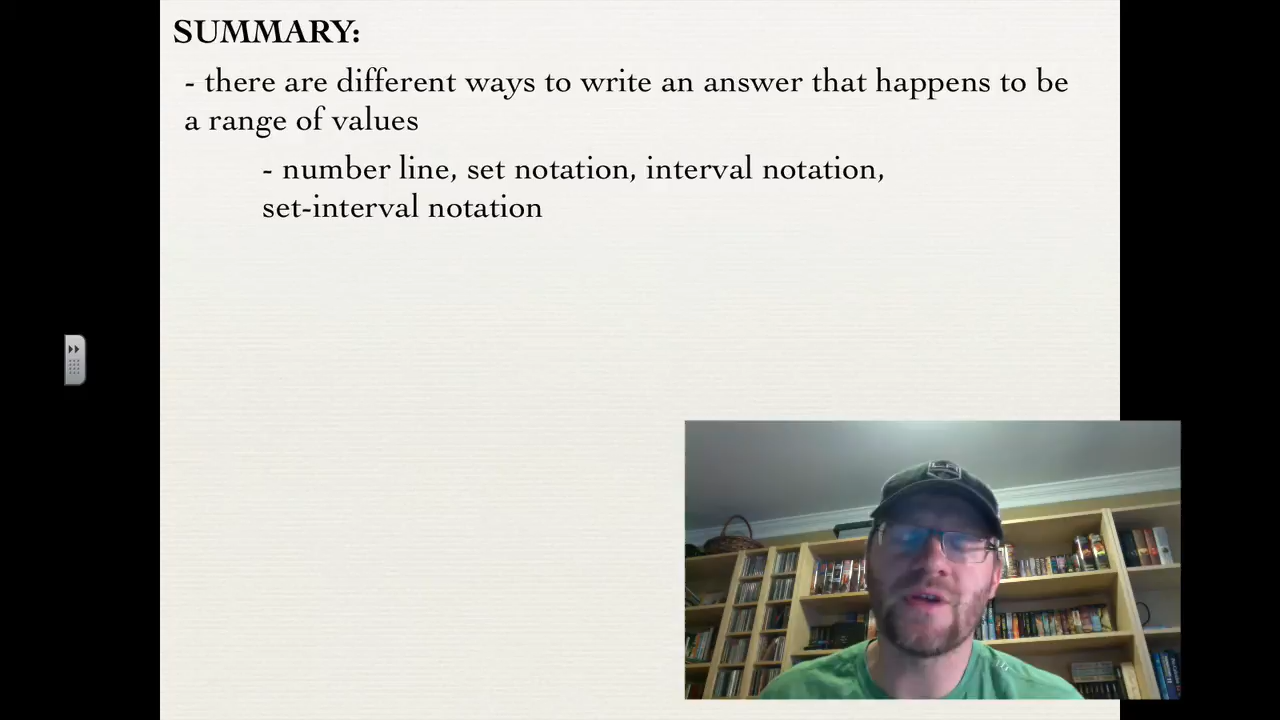 SUMMARY:
- there are different ways to write an answer that happens to be
a range of values
- number line, set notation, interval notation,
set-interval notation